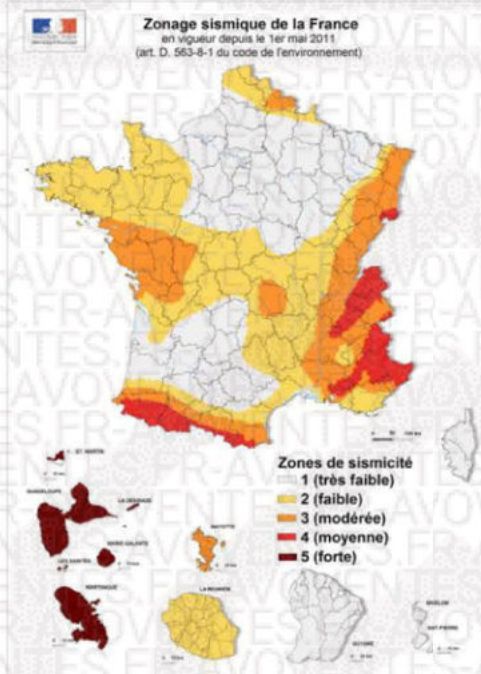 Zonage sismique de la France
en vigueur depuis le 1er mai 2011
(art. D. 563-8-1 du code de l'environnement)
Zones de sismicité
1 (très faible)
2 (faible)
3 (modérée)
4 (moyenne)
5 (forte)
ST. MARTIN
GUADELOUPE
LA DESIRADE
MARIE GALANTE
LES SAINTES
MAYOTTE
MARTINIQUE
LA REUNION
GUYANE
MIQUELON
SAINT-PIERRE